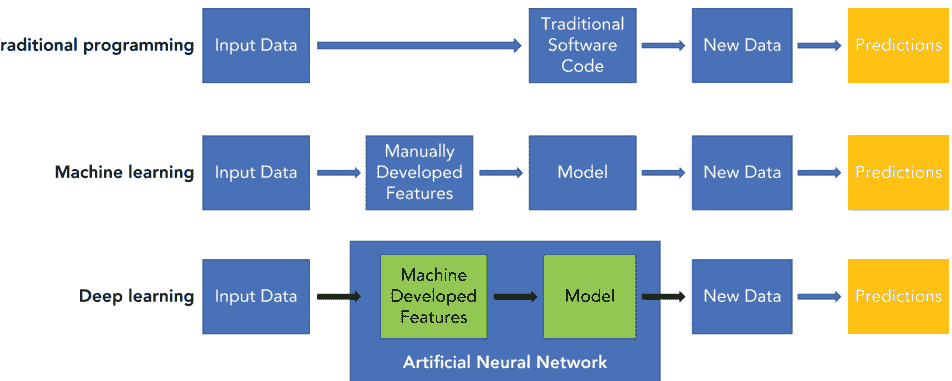 raditional programming
Input Data
Traditional
Software
Code
New Data
Predictions
Machine learning
Input Data
Manually
Developed
Features
Model
New Data
Predictions
Deep learning
Input Data
Machine
Developed
Features
Model
New Data
Predictions
Artificial Neural Network